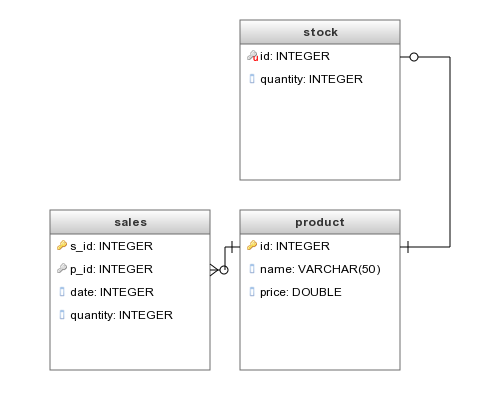 stock
id: INTEGER
quantity: INTEGER
sales
s_id: INTEGER
p_id: INTEGER
date: INTEGER
quantity: INTEGER
product
id: INTEGER
name: VARCHAR(50)
price: DOUBLE